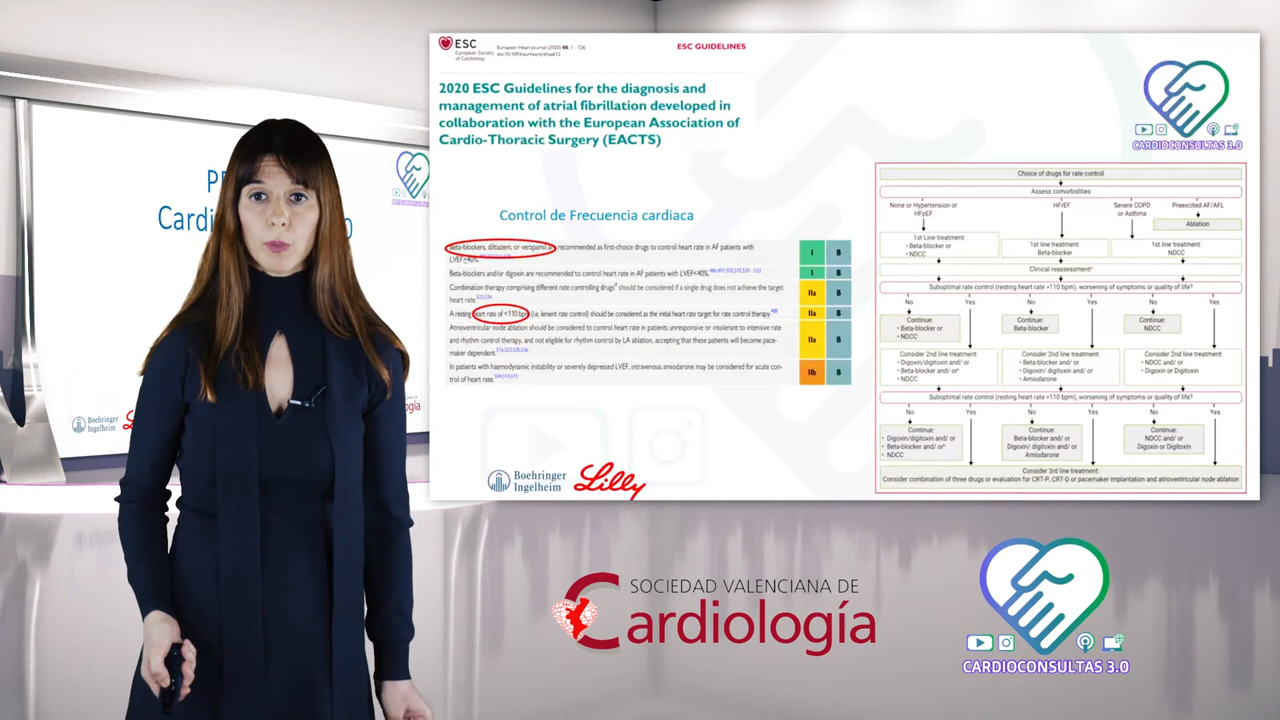 ESC
European Society
of Cardiology
European Heart Journal (2020) 00, 1 - 126
ESC GUIDELINES
2020 ESC Guidelines for the diagnosis and
management of atrial fibrillation developed in
collaboration with the European Association of
Cardio-Thoracic Surgery (EACTS)
CARDIOCONSULTAS 3.0
Control de Frecuencia cardiaca
Beta-blockers, diltiazem, or verapamil are recommended as first-choice drugs to control heart rate in AF patients with
LVEF≥40%.
I B
Beta-blockers and/or digoxin are recommended to control heart rate in AF patients with LVEF<40%.
I B
Combination therapy comprising different rate controlling drugs should be considered if a single drug does not achieve the target
heart rate.
IIa B
A resting heart rate of <110 bpm (i.e. lenient rate control) should be considered as the initial heart rate target for rate control therapy.
IIa B
Atrioventricular node ablation should be considered to control heart rate in patients unresponsive or intolerant to intensive rate
and rhythm control therapy, and not eligible for rhythm control by LA ablation, accepting that these patients will become pace-
maker dependent.
IIa B
In patients with haemodynamic instability or severely depressed LVEF, intravenous amiodarone may be considered for acute con-
trol of heart rate.
IIb B
Choice of drugs for rate control
Assess comorbidities
None or Hypertension or
HFpEF
HFrEF
Severe COPD
or Asthma
Preexcited AF/AFL
Ablation
1st Line treatment:
• Beta-blocker or
• NDCC
1st line treatment:
Beta-blocker
1st line treatment:
NDCC
Clinical reassessment
Suboptimal rate control (resting heart rate >110 bpm), worsening of symptoms or quality of life?
No Yes No Yes No Yes
Continue:
• Beta-blocker or
• NDCC
Continue:
Beta-blocker
Continue:
NDCC
Consider 2nd line treatment:
• Digoxin/digitoxin and/or
• Beta-blocker and/or
• NDCC
Consider 2nd line treatment:
• Beta-blocker and/or
• Digoxin/digitoxin and/or
• Amiodarone
Consider 2nd line treatment:
• NDCC and/or
• Digoxin or Digitoxin
Suboptimal rate control (resting heart rate >110 bpm), worsening of symptoms or quality of life?
No Yes No Yes No Yes
Continue:
• Digoxin/digitoxin and/ or
• Beta-blocker and/or
• NDCC
Continue:
Beta-blocker and/ or
Digoxin/ digitoxin and/ or
Amiodarone
Continue:
NDCC and/or
Digoxin or Digitoxin
Consider 3rd line treatment:
Consider combination of three drugs or evaluation for CRT-P, CRT-D or pacemaker implantation and atrioventricular node ablation
Boehringer
Ingelheim
Lilly
Boehringer
Ingelheim
SOCIEDAD VALENCIANA DE
Cardiología
CARDIOCONSULTAS 3.0